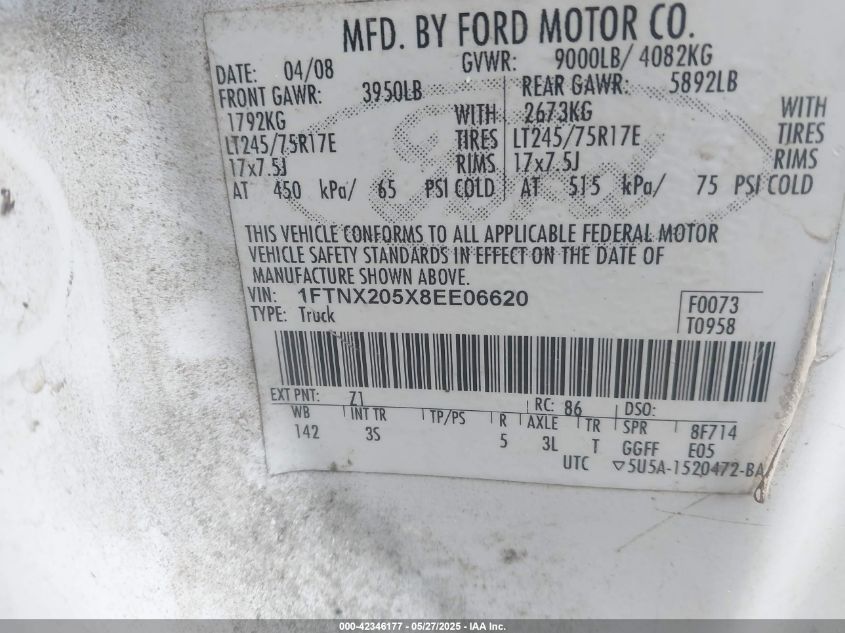 MFD. BY FORD MOTOR CO.
DATE: 04/08 GVWR: 9000LB/ 4082KG
FRONT GAWR: 3950LB REAR GAWR: 5892LB
1792KG WITH 2673KG WITH
LT245/75R17E TIRES LT245/75R17E TIRES
17x7.5J RIMS 17x7.5J RIMS
AT 450 kPa/ 65 PSI COLD AT 515 kPa/ 75 PSI COLD
THIS VEHICLE CONFORMS TO ALL APPLICABLE FEDERAL MOTOR
VEHICLE SAFETY STANDARDS IN EFFECT ON THE DATE OF
MANUFACTURE SHOWN ABOVE.
VIN: 1FTNX205X8EE06620
TYPE: Truck
F0073
T0958
EXT PNT: Z1 RC: 86 DSO:
WB INT TR TP/PS R AXLE TR SPR 8F714
142 3S 5 3L T GGFF E05
UTC ▽5U5A-1520472-BA
000-42346177 - 05/27/2025 - IAA Inc.